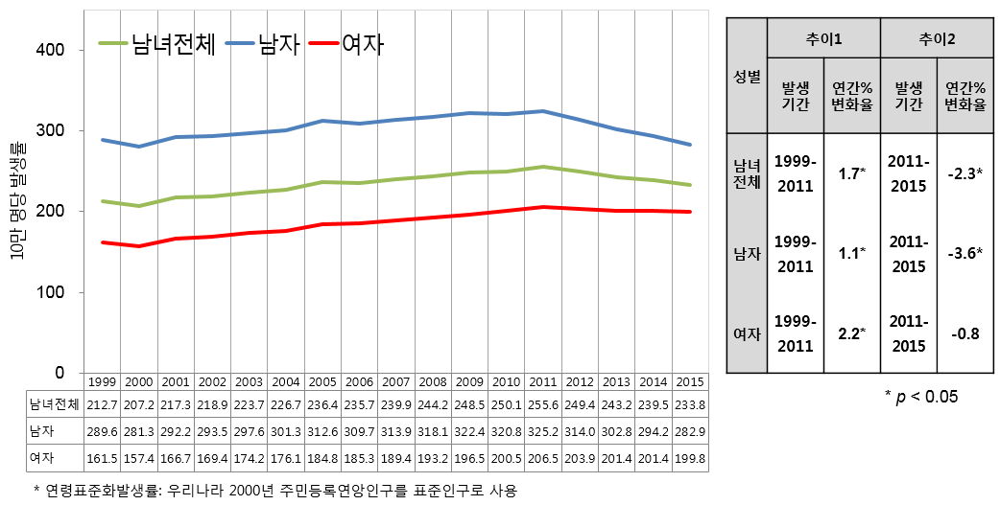 400
남녀전체 남자 여자
300
10만 명당 발생률
200
100
0
1999 2000 2001 2002 2003 2004 2005 2006 2007 2008 2009 2010 2011 2012 2013 2014 2015
남녀전체 212.7 207.2 217.3 218.9 223.7 226.7 236.4 235.7 239.9 244.2 248.5 250.1 255.6 249.4 243.2 239.5 233.8
남자 289.6 281.3 292.2 293.5 297.6 301.3 312.6 309.7 313.9 318.1 322.4 320.8 325.2 314.0 302.8 294.2 282.9
여자 161.5 157.4 166.7 169.4 174.2 176.1 184.8 185.3 189.4 193.2 196.5 200.5 206.5 203.9 201.4 201.4 199.8
* 연령표준화발생률: 우리나라 2000년 주민등록연앙인구를 표준인구로 사용
성별 추이1 추이2
발생 연간% 발생 연간%
기간 변화율 기간 변화율
남녀 1999- 1.7* 2011- -2.3*
전체 2011 2015
남자 1999- 1.1* 2011- -3.6*
2011 2015
여자 1999- 2.2* 2011- -0.8
2011 2015
* p < 0.05